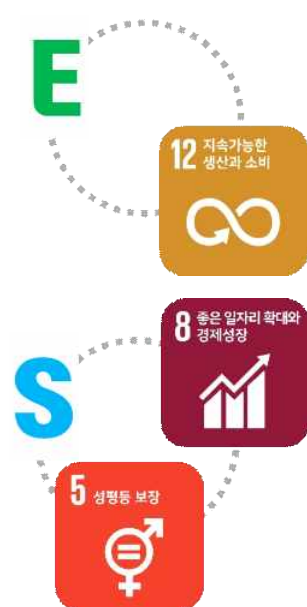 E
12 지속가능한
생산과 소비
8 좋은 일자리 확대와
경제성장
S
5 성평등 보장